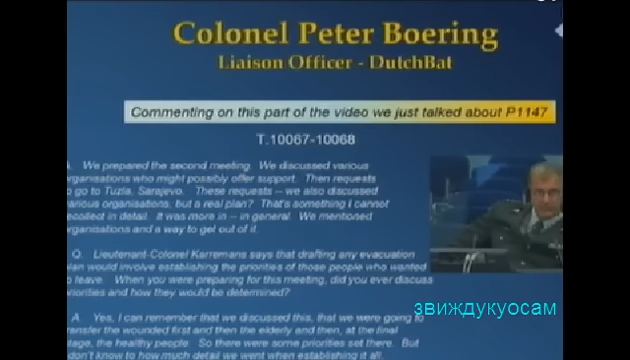 Colonel Peter Boering
Liaison Officer - DutchBat
Commenting on this part of the video we just talked about P1147
T.10067-10068
We prepared the second meeting. We discussed various
organisations who might possibly offer support. Then requests
to go to Tuzla, Sarajevo. These requests -- we also discussed
various organisations, but a real plan? That's something I cannot
recollect in detail. It was more in -- in general. We mentioned
organisations and a way to get out of it.
Q. Lieutenant-Colonel Karremans says that drafting any evacuation
plan would involve establishing the priorities of those people who wanted
to leave. When you were preparing for this meeting, did you ever discuss
priorities and how they would be determined?
A. Yes, I can remember that we discussed this, that we were going to
transfer the wounded first and then the elderly and then, at the final
stage, the healthy people. So there were some priorities set there. But
I don't know to how much detail we went when establishing it all.
звиждукуосам